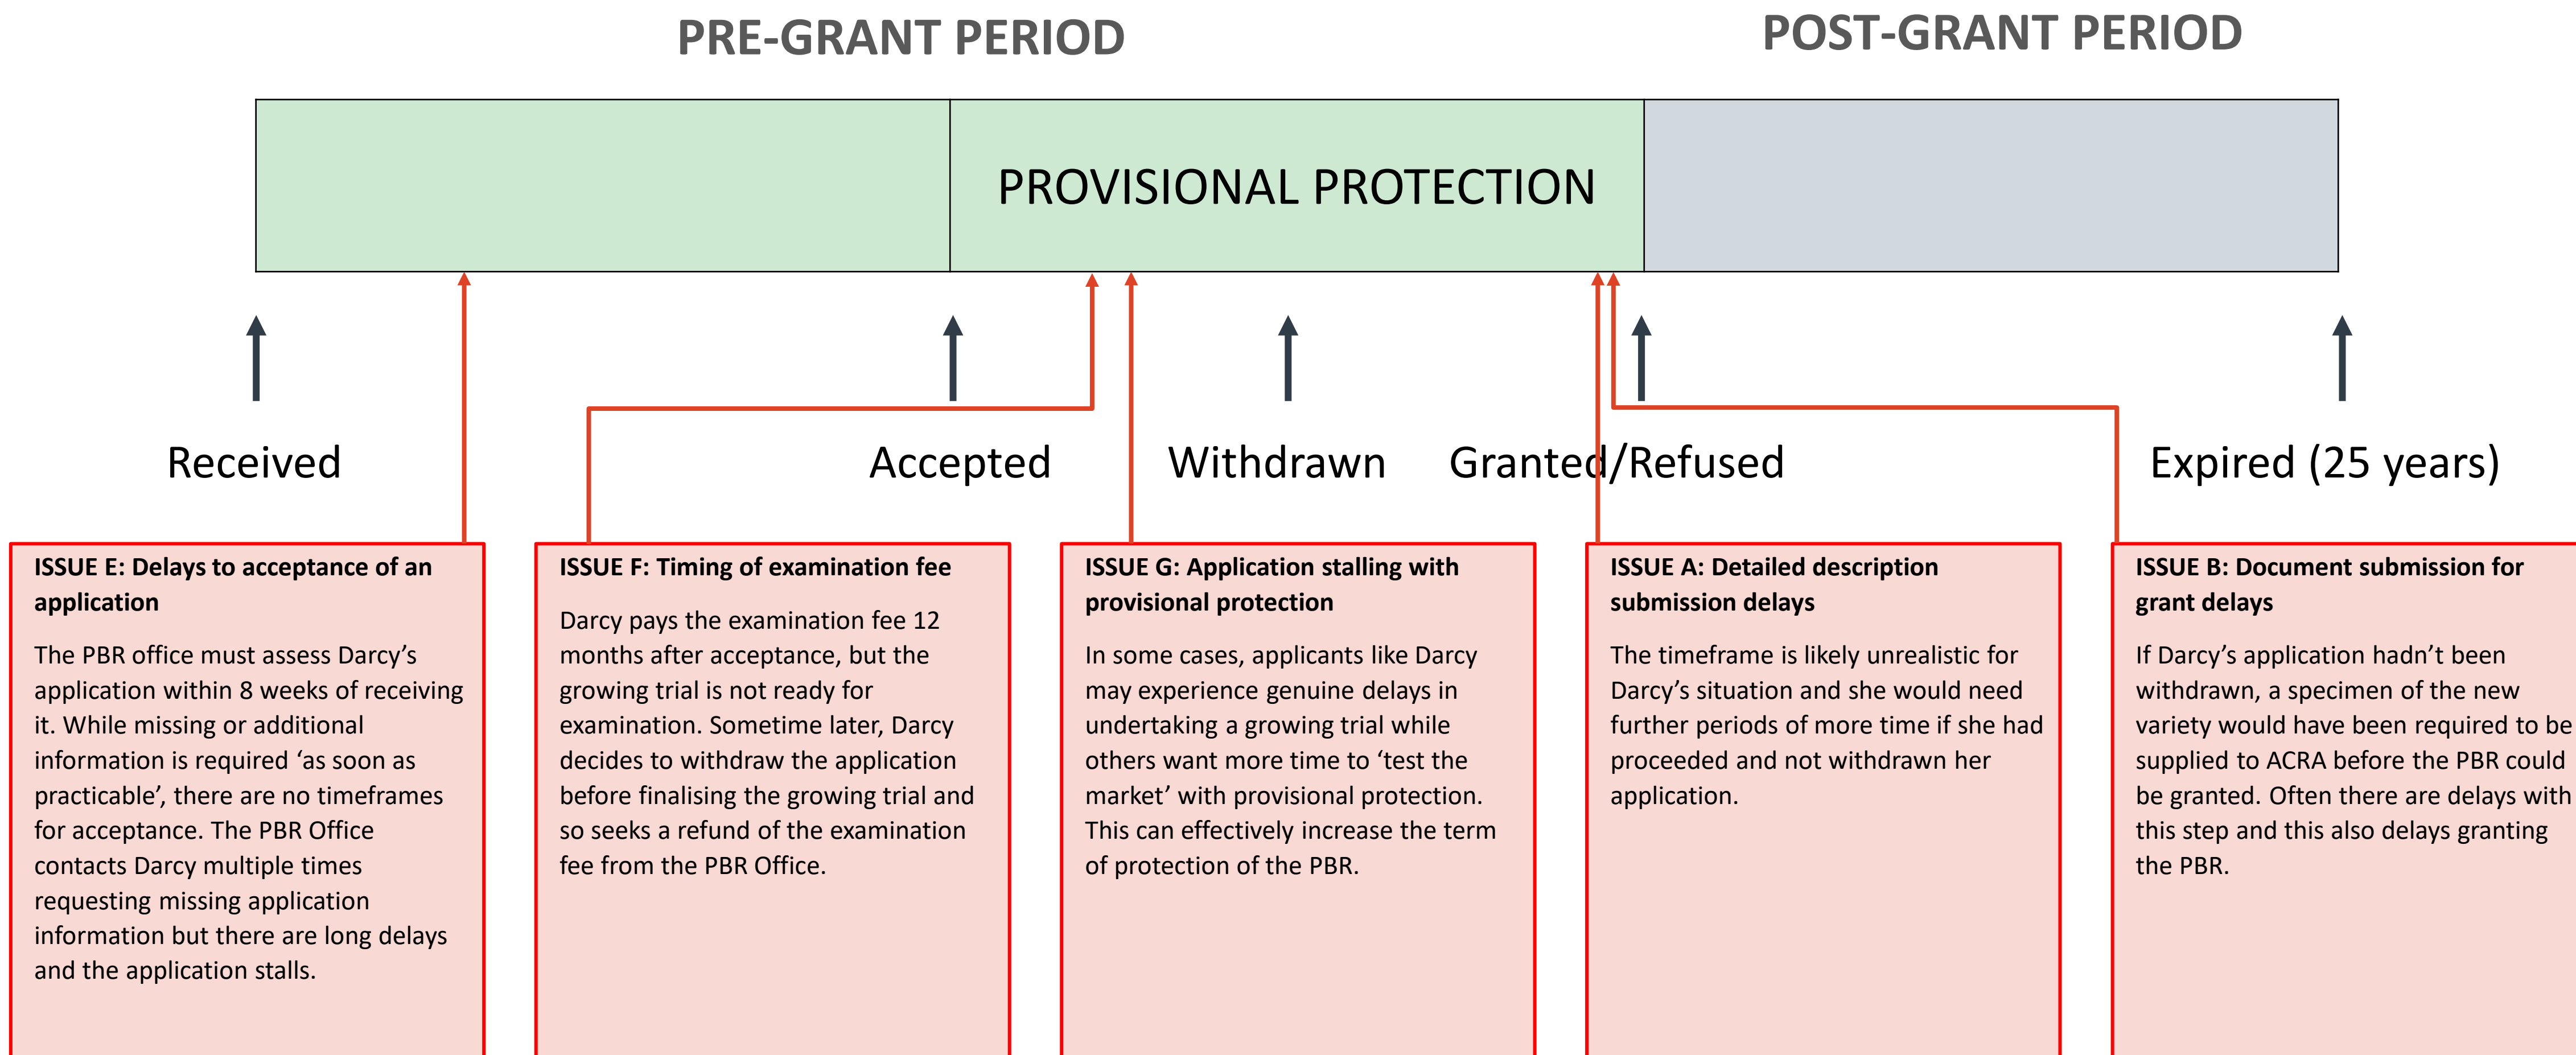 PRE-GRANT PERIOD
POST-GRANT PERIOD
PROVISIONAL PROTECTION
Received
Accepted
Withdrawn
Granted/Refused
Expired (25 years)
ISSUE E: Delays to acceptance of an
application
The PBR office must assess Darcy’s
application within 8 weeks of receiving
it. While missing or additional
information is required ‘as soon as
practicable’, there are no timeframes
for acceptance. The PBR Office
contacts Darcy multiple times
requesting missing application
information but there are long delays
and the application stalls.
ISSUE F: Timing of examination fee
Darcy pays the examination fee 12
months after acceptance, but the
growing trial is not ready for
examination. Sometime later, Darcy
decides to withdraw the application
before finalising the growing trial and
so seeks a refund of the examination
fee from the PBR Office.
ISSUE G: Application stalling with
provisional protection
In some cases, applicants like Darcy
may experience genuine delays in
undertaking a growing trial while
others want more time to ‘test the
market’ with provisional protection.
This can effectively increase the term
of protection of the PBR.
ISSUE A: Detailed description
submission delays
The timeframe is likely unrealistic for
Darcy’s situation and she would need
further periods of more time if she had
proceeded and not withdrawn her
application.
ISSUE B: Document submission for
grant delays
If Darcy’s application hadn’t been
withdrawn, a specimen of the new
variety would have been required to be
supplied to ACRA before the PBR could
be granted. Often there are delays with
this step and this also delays granting
the PBR.